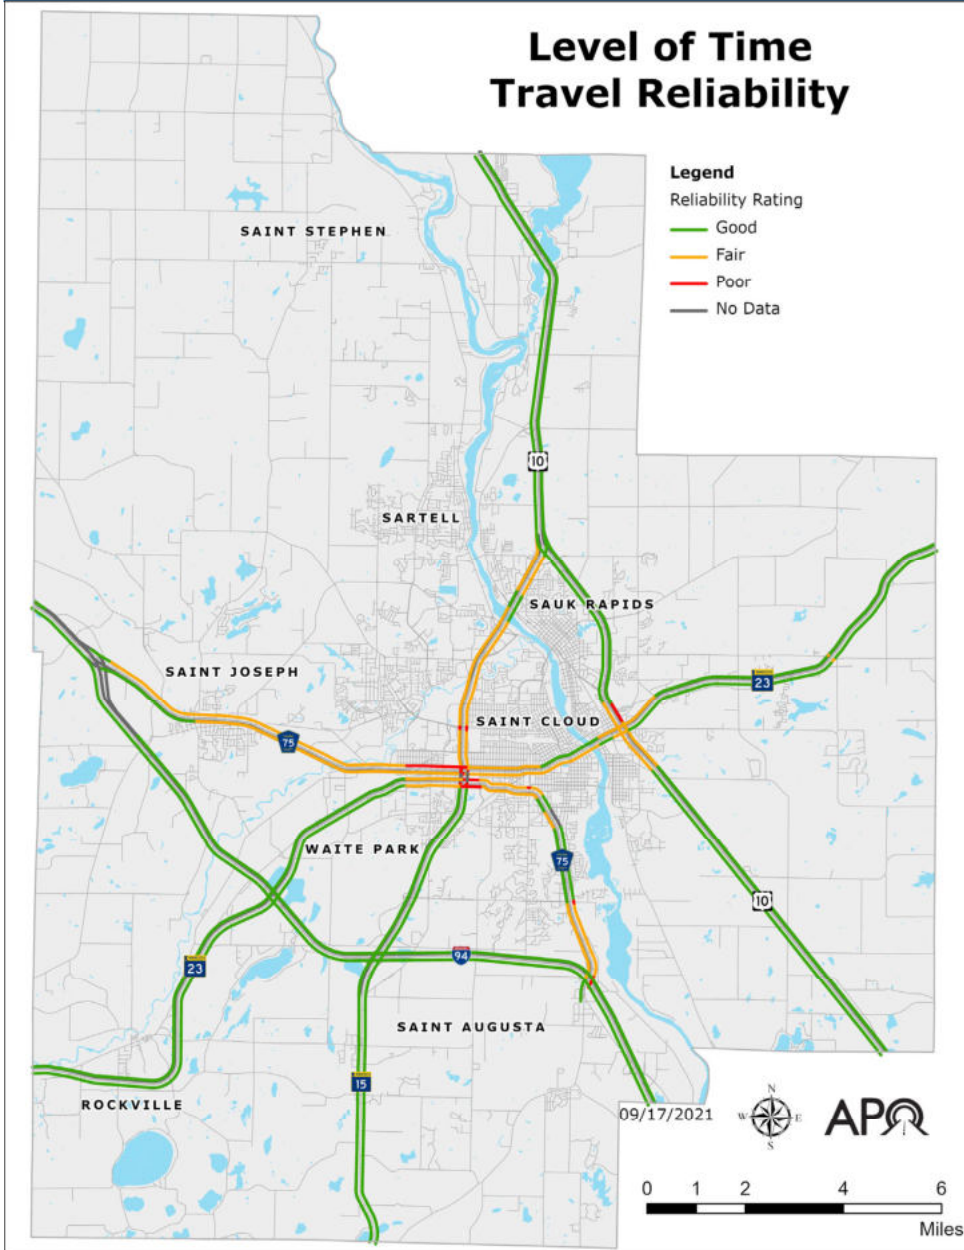 Level of Time
Travel Reliability
Legend
Reliability Rating
Good
Fair
Poor
No Data
SAINT STEPHEN
10
SARTELL
SAUK RAPIDS
SAINT JOSEPH
23
SAINT CLOUD
75
WAITE PARK
75
10
94
23
SAINT AUGUSTA
15
ROCKVILLE
09/17/2021
N
W E
S
APO
0 1 2 4 6
Miles